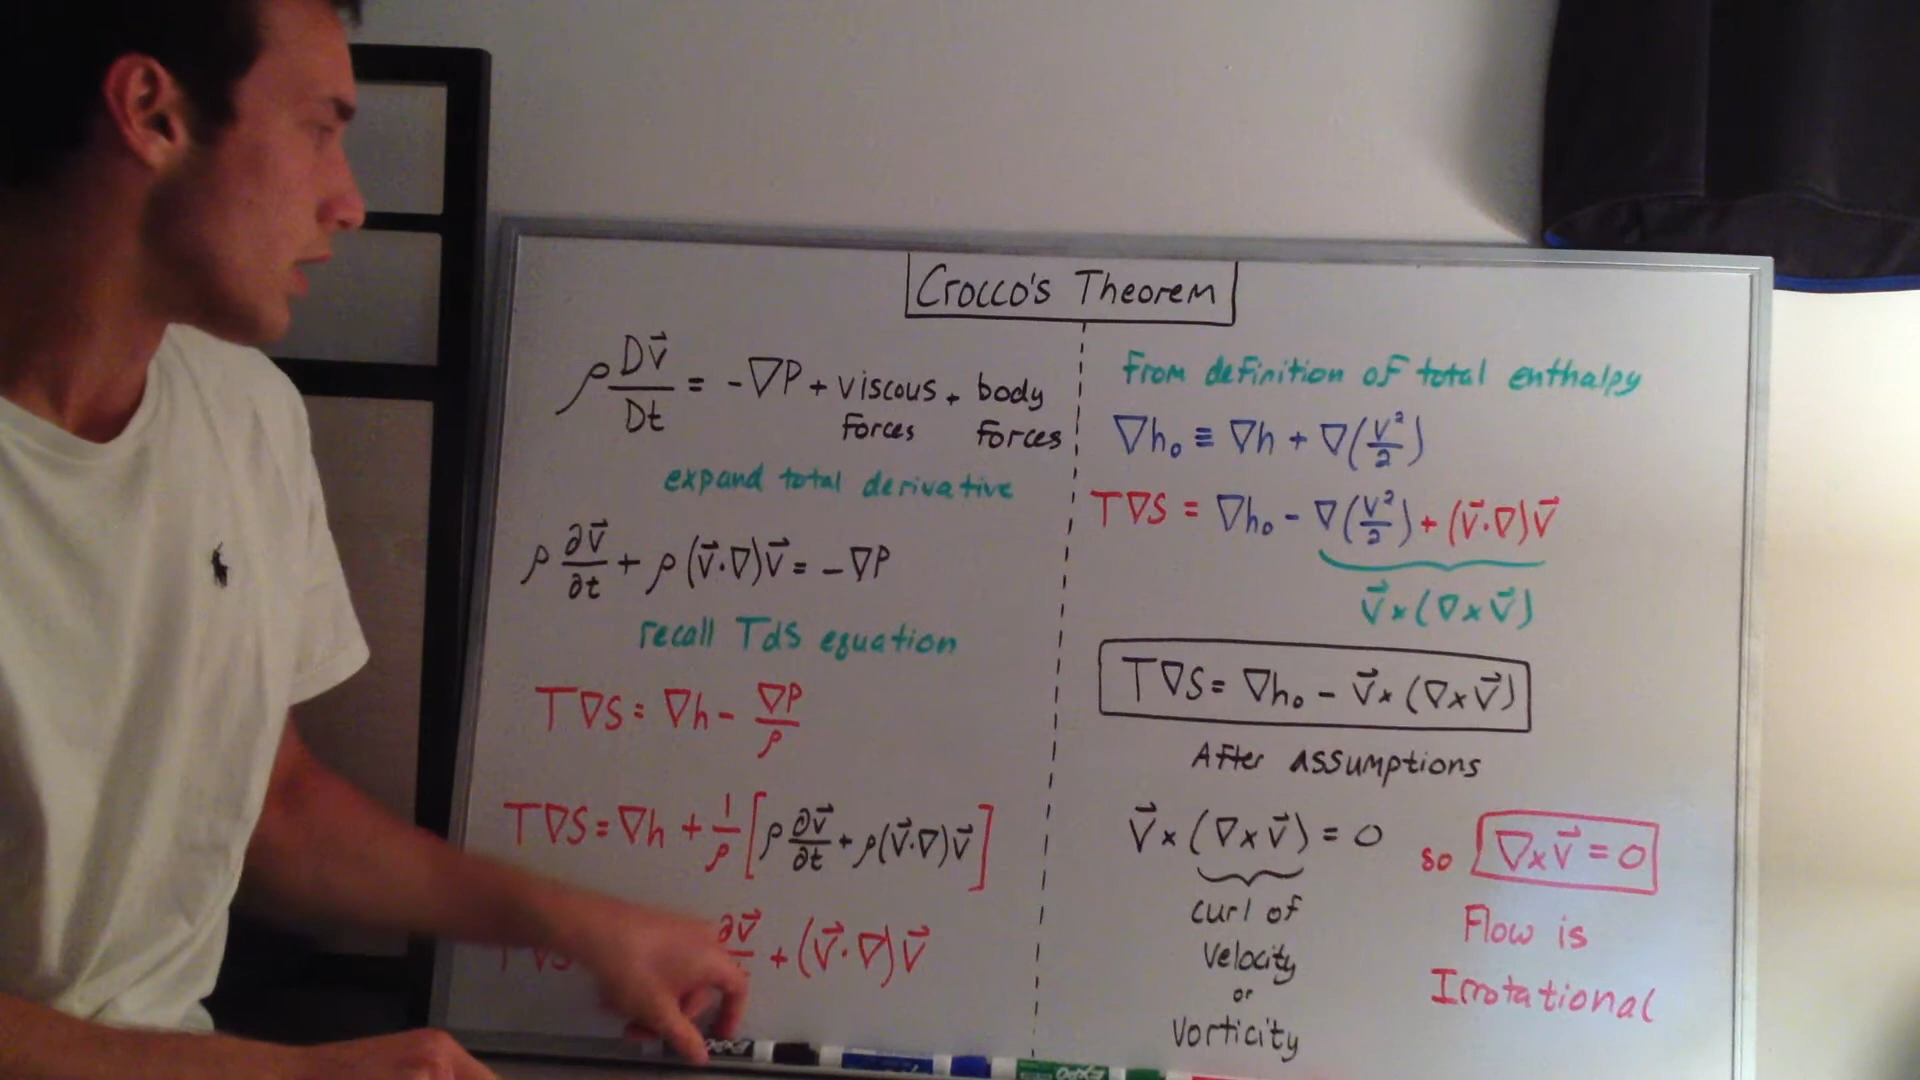 Crocco's Theorem
ρ Dv⃗/Dt = -∇P + viscous forces + body forces
expand total derivative
ρ ∂v⃗/∂t + ρ(v⃗·∇)v⃗ = -∇P
recall Tds equation
T∇S = ∇h - ∇P/ρ
T∇S = ∇h + 1/ρ [ρ ∂v⃗/∂t + ρ(v⃗·∇)v⃗]
T∇S ∂v⃗ + (v⃗·∇)v⃗
From definition of total enthalpy
∇h₀ ≡ ∇h + ∇(V²/2)
T∇S = ∇h₀ - ∇(V²/2) + (v⃗·∇)v⃗
v⃗×(∇×v⃗)
T∇S = ∇h₀ - v⃗×(∇×v⃗)
After assumptions
v⃗×(∇×v⃗) = 0 so ∇×v⃗ = 0
curl of
velocity
or
vorticity
Flow is
Irrotational
EXPO
EXPO